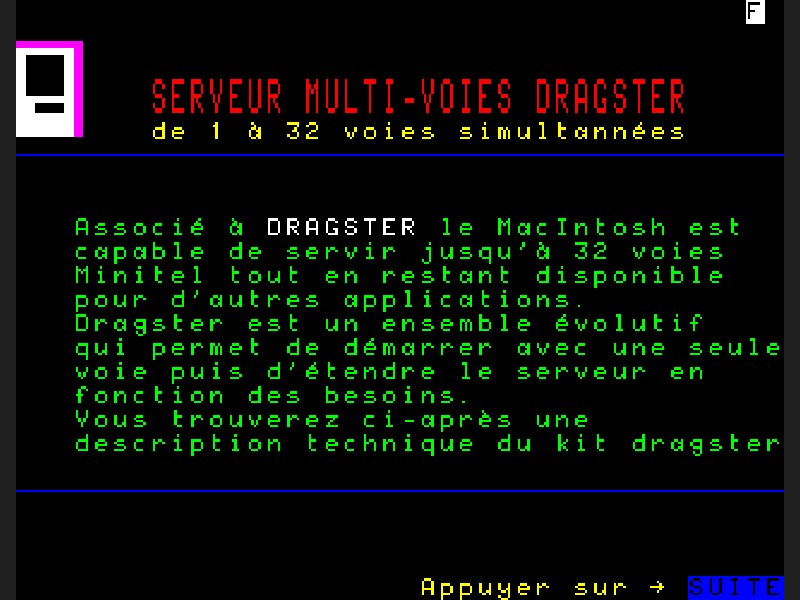 F
SERVEUR MULTI-VOIES DRAGSTER
de 1 à 32 voies simultannées
Associé à DRAGSTER le MacIntosh est
capable de servir jusqu'à 32 voies
Minitel tout en restant disponible
pour d'autres applications.
Dragster est un ensemble évolutif
qui permet de démarrer avec une seule
voie puis d'étendre le serveur en
fonction des besoins.
Vous trouverez ci-après une
description technique du kit dragster
Appuyer sur → SUITE